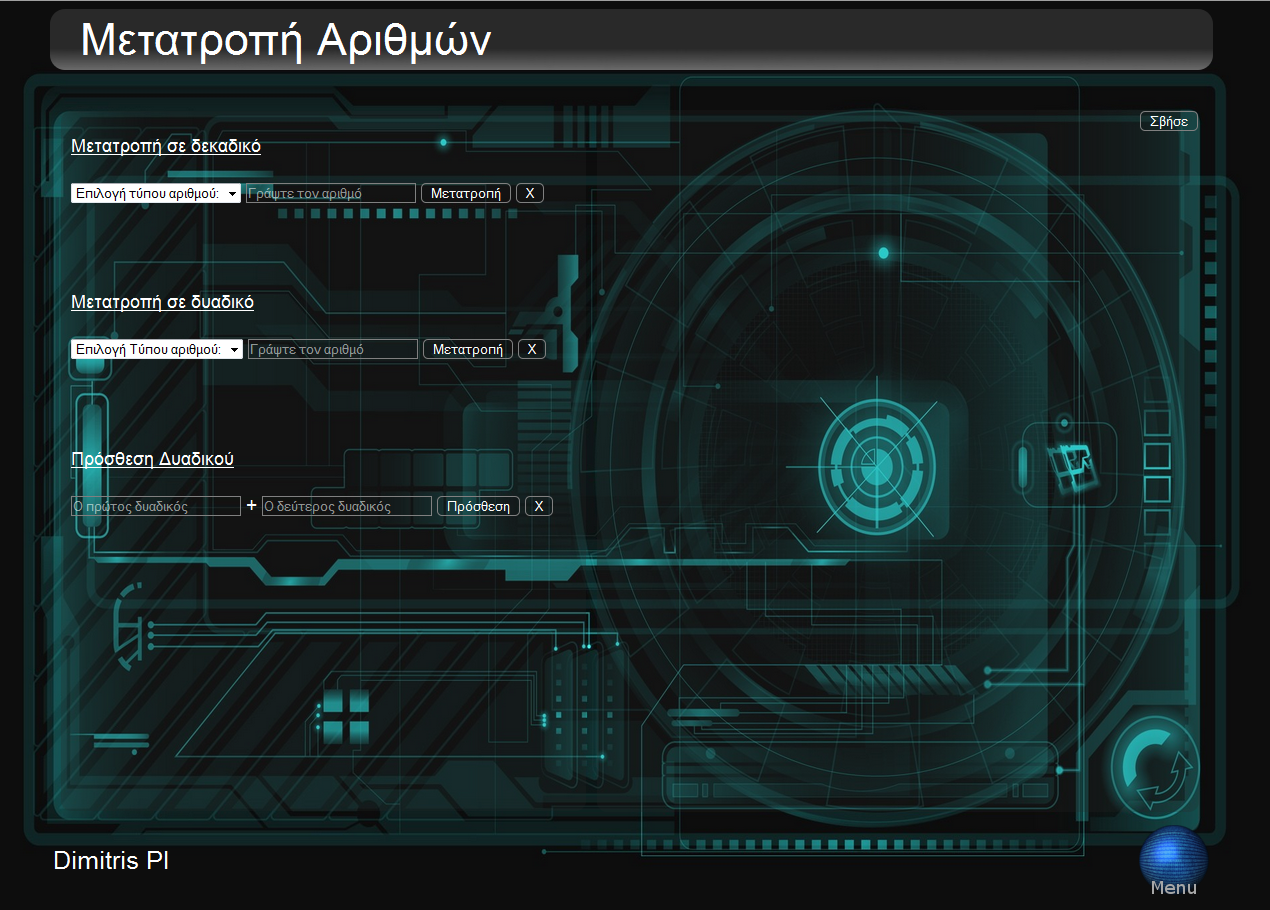 Μετατροπή Αριθμών
Σβήσε
Μετατροπή σε δεκαδικό
Επιλογή τύπου αριθμού: Γράψτε τον αριθμό Μετατροπή X
Μετατροπή σε δυαδικό
Επιλογή Τύπου αριθμού: Γράψτε τον αριθμό Μετατροπή X
Πρόσθεση Δυαδικού
Ο πρώτος δυαδικός + Ο δεύτερος δυαδικός Πρόσθεση X
Dimitris Pl
Menu